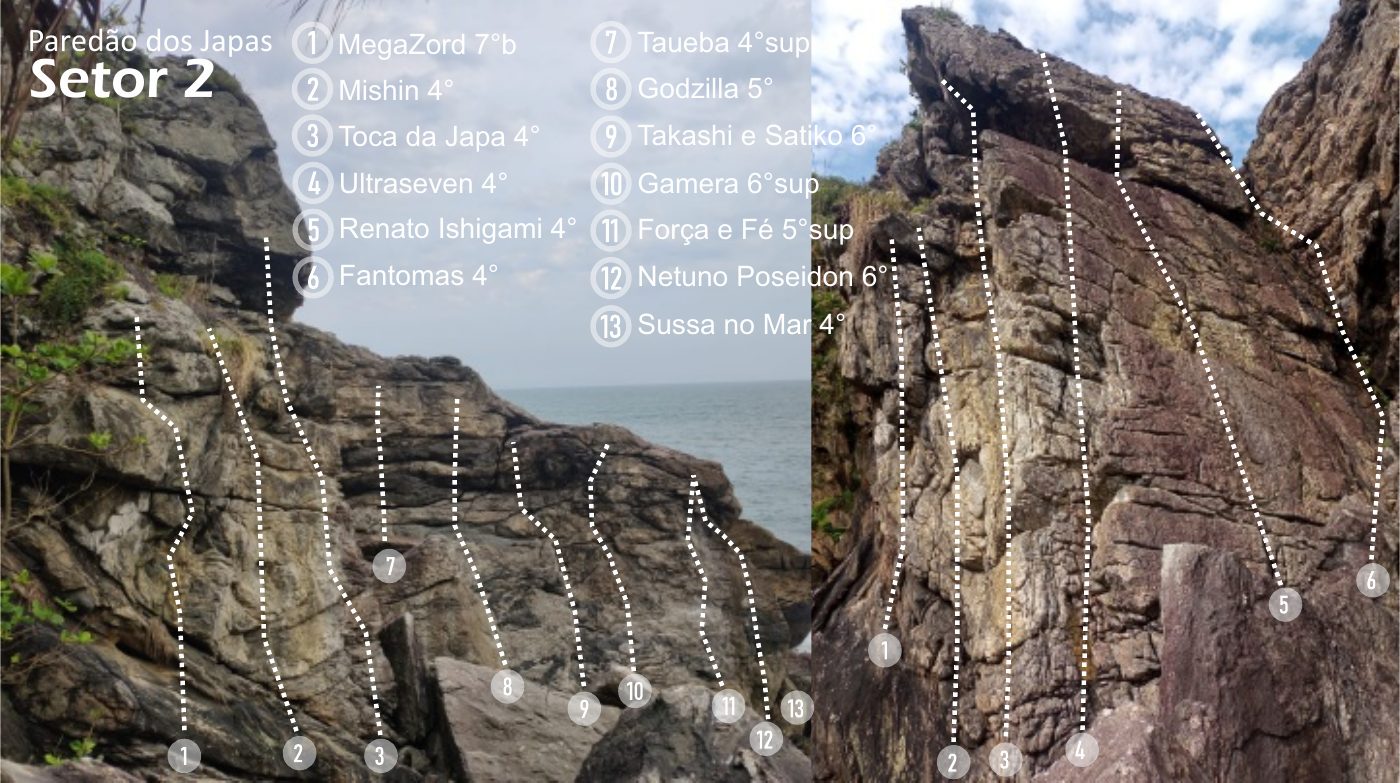 Paredão dos Japas
Setor 2
1 MegaZord 7°b
2 Mishin 4°
3 Toca da Japa 4°
4 Ultraseven 4°
5 Renato Ishigami 4°
6 Fantomas 4°
7 Taueba 4°sup
8 Godzilla 5°
9 Takashi e Satiko 6°
10 Gamera 6°sup
11 Força e Fé 5°sup
12 Netuno Poseidon 6°
13 Sussa no Mar 4°
7
8
9
10
11
12
13
1
2
3
1
2
3
4
5
6